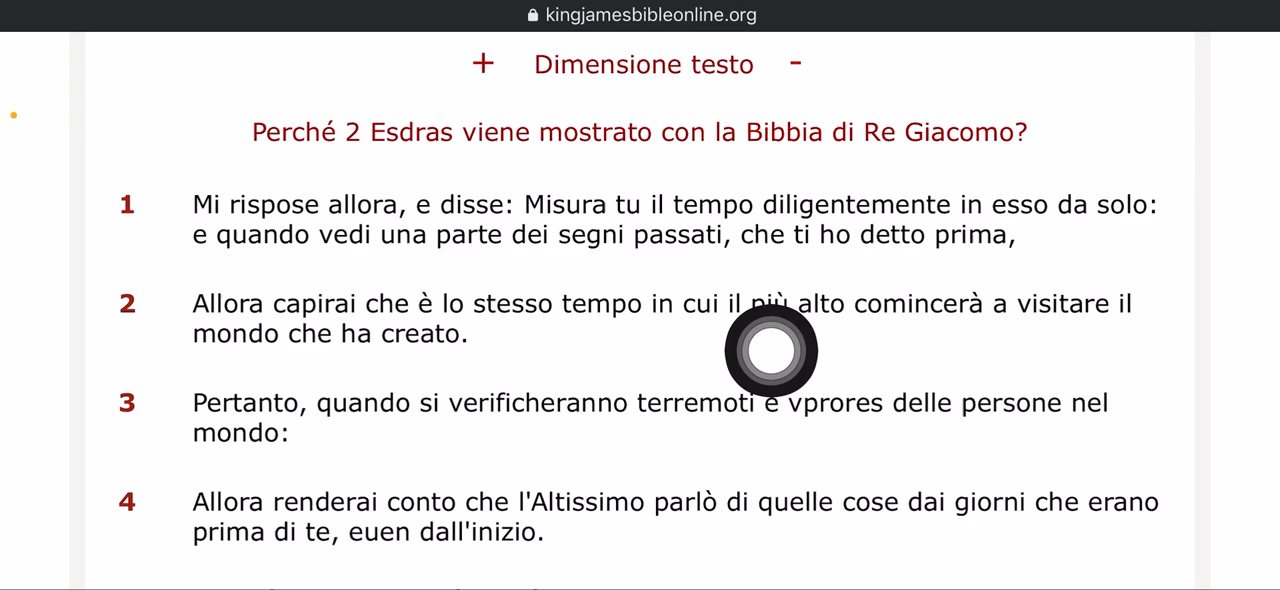 kingjamesbibleonline.org
+ Dimensione testo -
Perché 2 Esdras viene mostrato con la Bibbia di Re Giacomo?
1 Mi rispose allora, e disse: Misura tu il tempo diligentemente in esso da solo:
e quando vedi una parte dei segni passati, che ti ho detto prima,
2 Allora capirai che è lo stesso tempo in cui il più alto comincerà a visitare il
mondo che ha creato.
3 Pertanto, quando si verificheranno terremoti e vprores delle persone nel
mondo:
4 Allora renderai conto che l'Altissimo parlò di quelle cose dai giorni che erano
prima di te, euen dall'inizio.